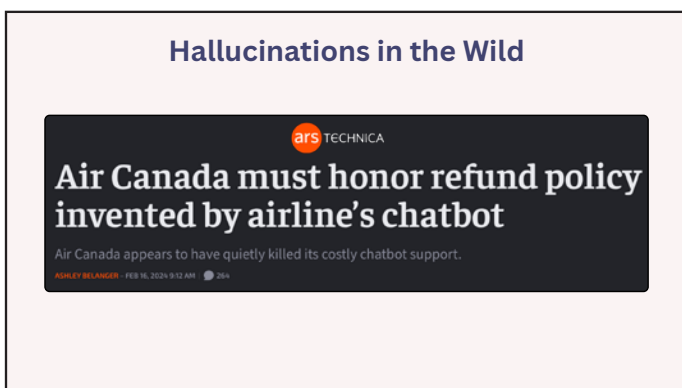 Hallucinations in the Wild
ars TECHNICA
Air Canada must honor refund policy
invented by airline’s chatbot
Air Canada appears to have quietly killed its costly chatbot support.
ASHLEY BELANGER – FEB 16, 2024 9:12 AM | 264